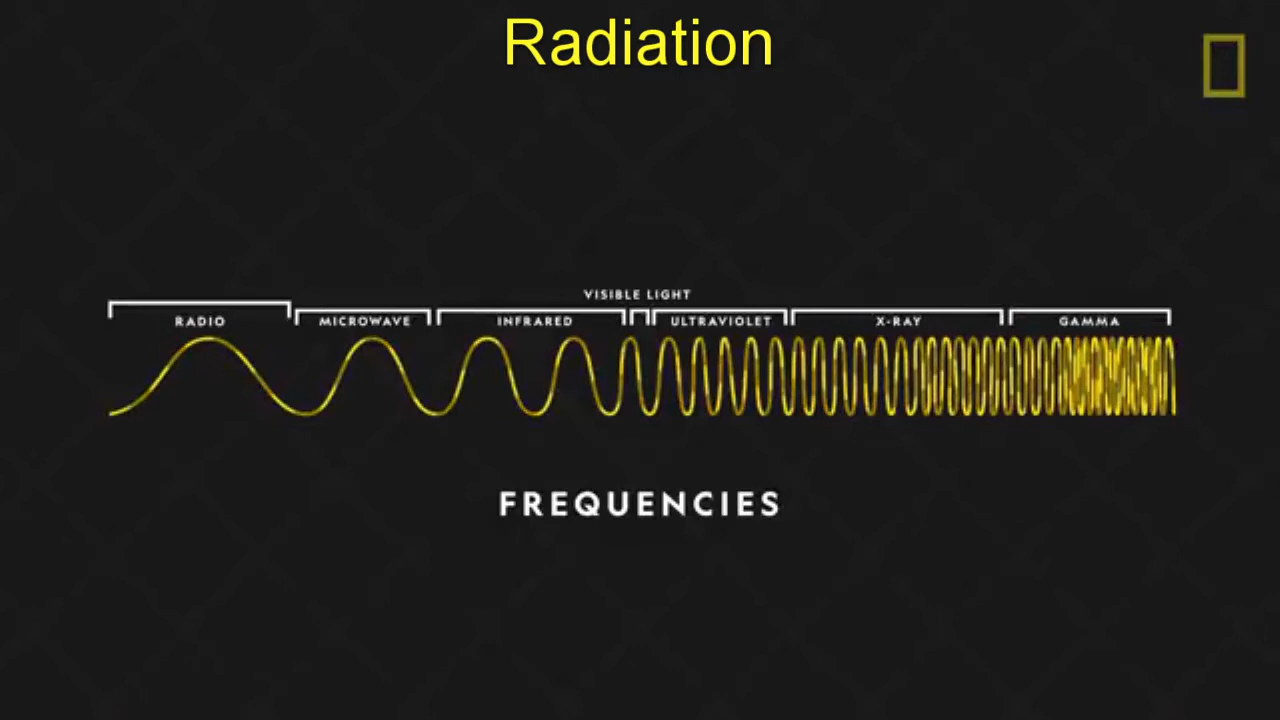 Radiation
VISIBLE LIGHT
RADIO MICROWAVE INFRARED ULTRAVIOLET X-RAY GAMMA
FREQUENCIES